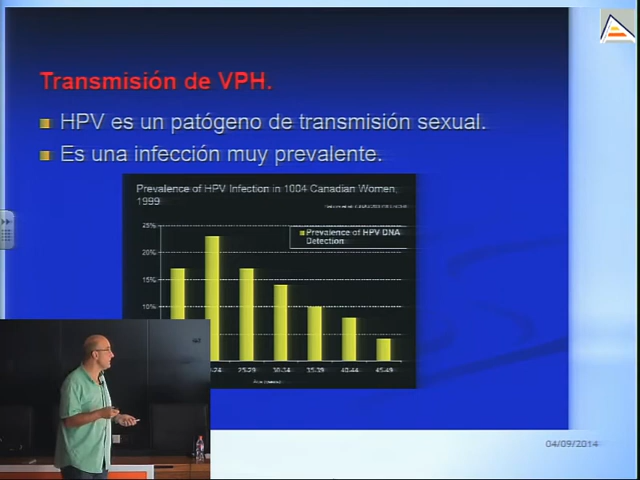 Transmisión de VPH.
HPV es un patógeno de transmisión sexual.
Es una infección muy prevalente.
Prevalence of HPV Infection in 1004 Canadian Women,
1999
Prevalence of HPV DNA
Detection
25%
20%
15%
10%
-24 25-29 30-34 35-39 40-44 45-49
04/09/2014